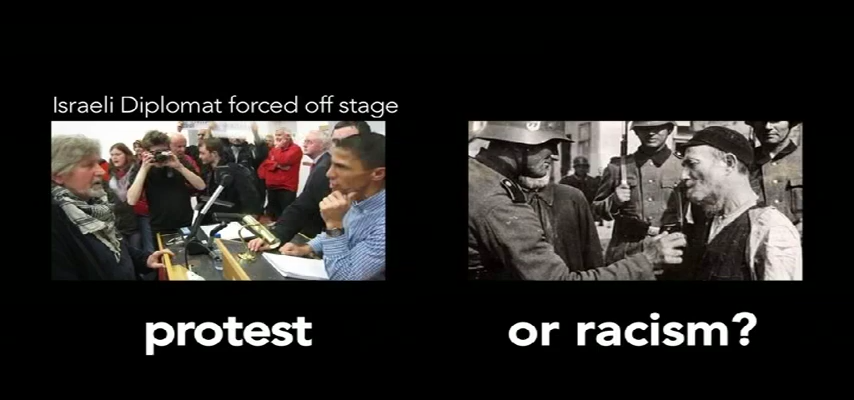 Israeli Diplomat forced off stage
protest
or racism?